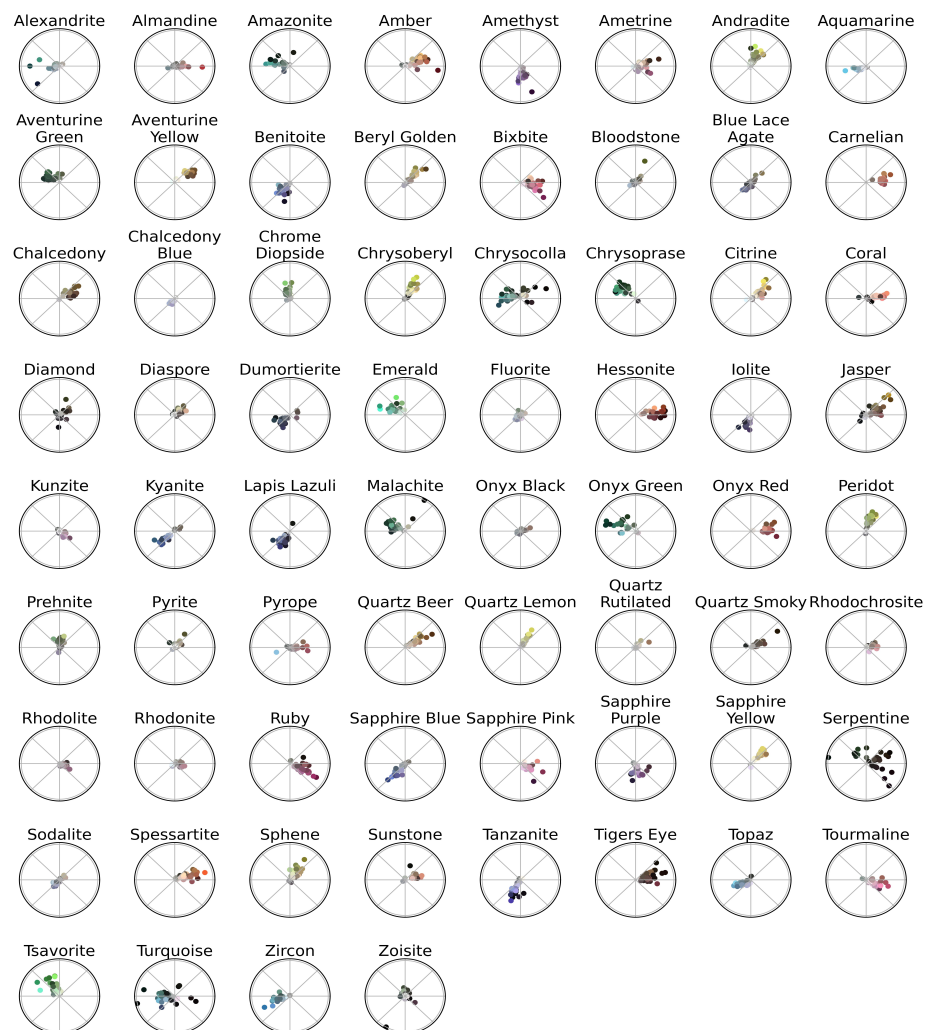 Alexandrite Almandine Amazonite Amber Amethyst Ametrine Andradite Aquamarine
Aventurine Green Aventurine Yellow Benitoite Beryl Golden Bixbite Bloodstone Blue Lace Agate Carnelian
Chalcedony Chalcedony Blue Chrome Diopside Chrysoberyl Chrysocolla Chrysoprase Citrine Coral
Diamond Diaspore Dumortierite Emerald Fluorite Hessonite Iolite Jasper
Kunzite Kyanite Lapis Lazuli Malachite Onyx Black Onyx Green Onyx Red Peridot
Prehnite Pyrite Pyrope Quartz Beer Quartz Lemon Quartz Rutilated Quartz Smoky Rhodochrosite
Rhodolite Rhodonite Ruby Sapphire Blue Sapphire Pink Sapphire Purple Sapphire Yellow Serpentine
Sodalite Spessartite Sphene Sunstone Tanzanite Tigers Eye Topaz Tourmaline
Tsavorite Turquoise Zircon Zoisite